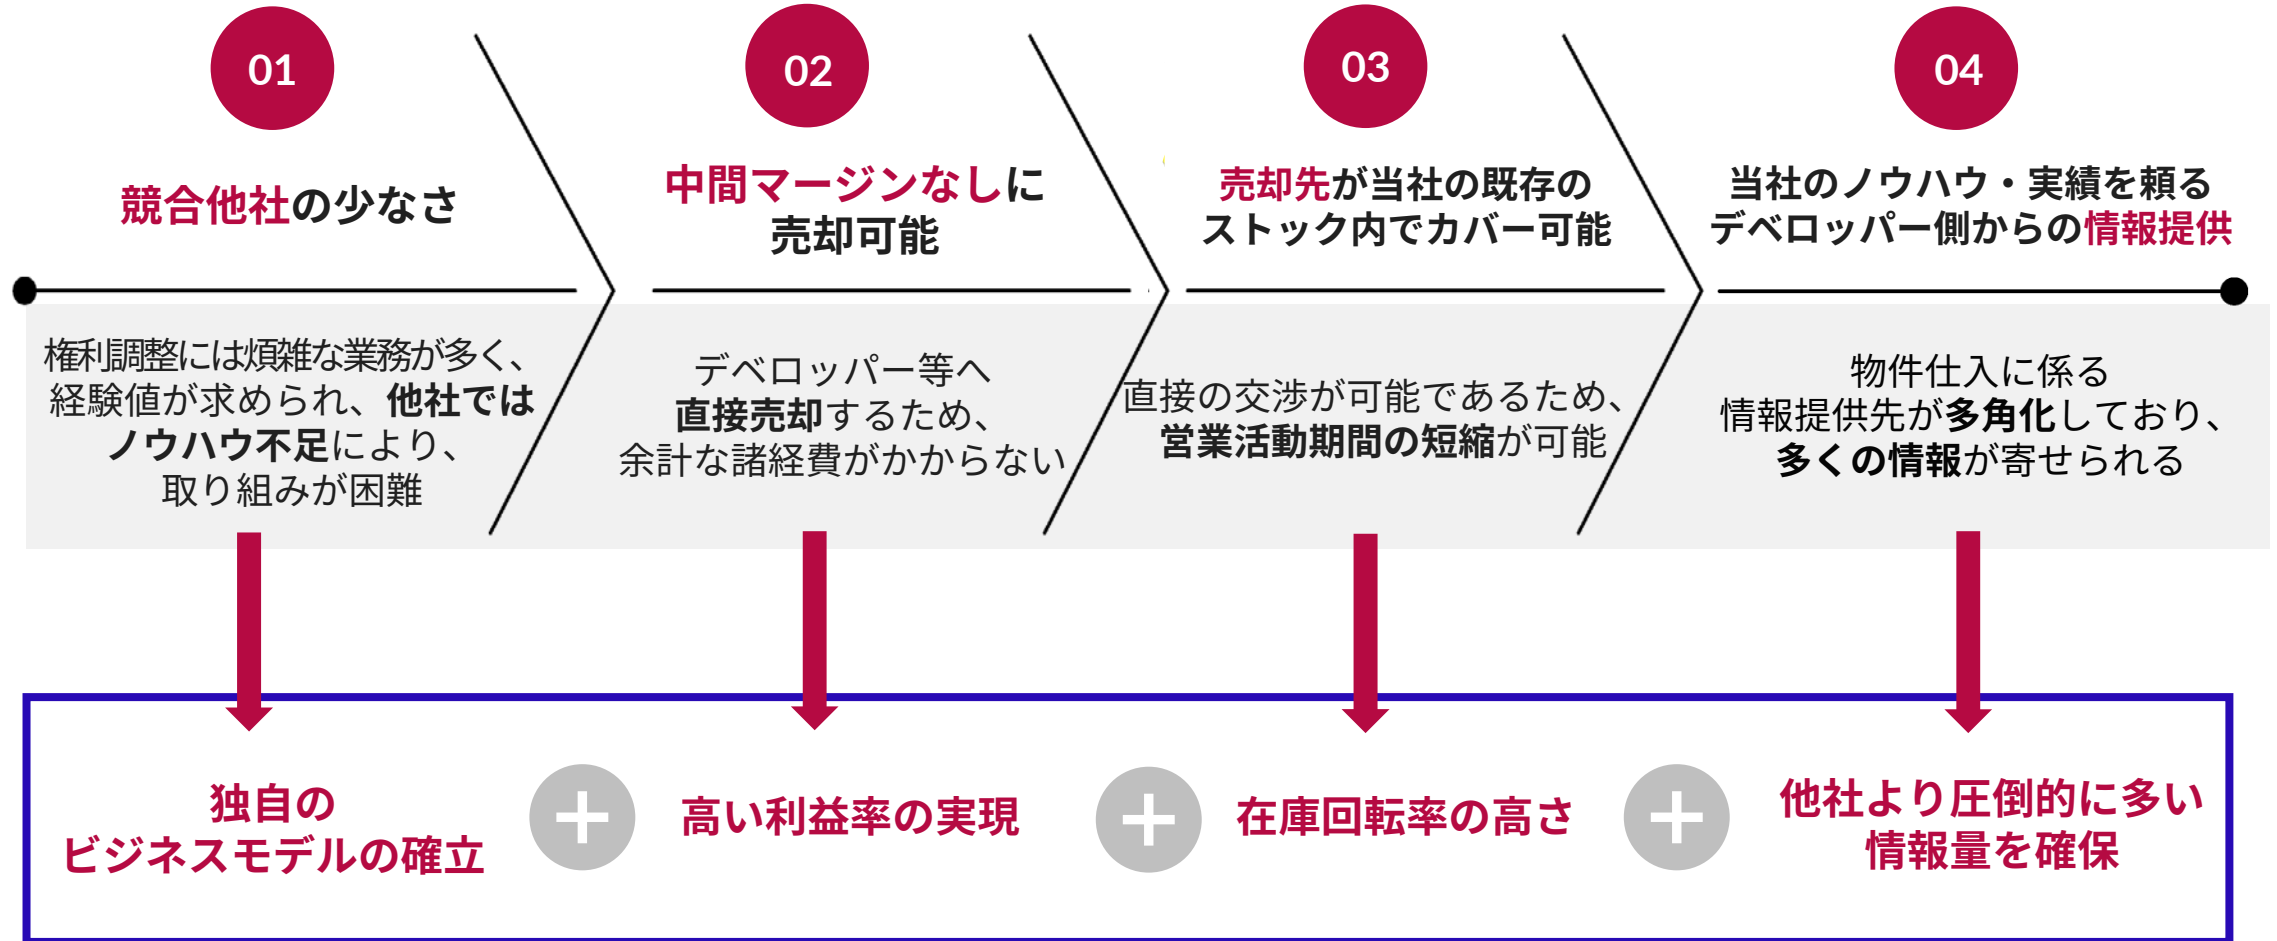 01
競合他社の少なさ
権利調整には煩雑な業務が多く、
経験値が求められ、他社では
ノウハウ不足により、
取り組みが困難
独自の
ビジネスモデルの確立
02
中間マージンなしに
売却可能
デベロッパー等へ
直接売却するため、
余計な諸経費がかからない
高い利益率の実現
03
売却先が当社の既存の
ストック内でカバー可能
直接の交渉が可能であるため、
営業活動期間の短縮が可能
在庫回転率の高さ
04
当社のノウハウ・実績を頼る
デベロッパー側からの情報提供
物件仕入に係る
情報提供先が多角化しており、
多くの情報が寄せられる
他社より圧倒的に多い
情報量を確保